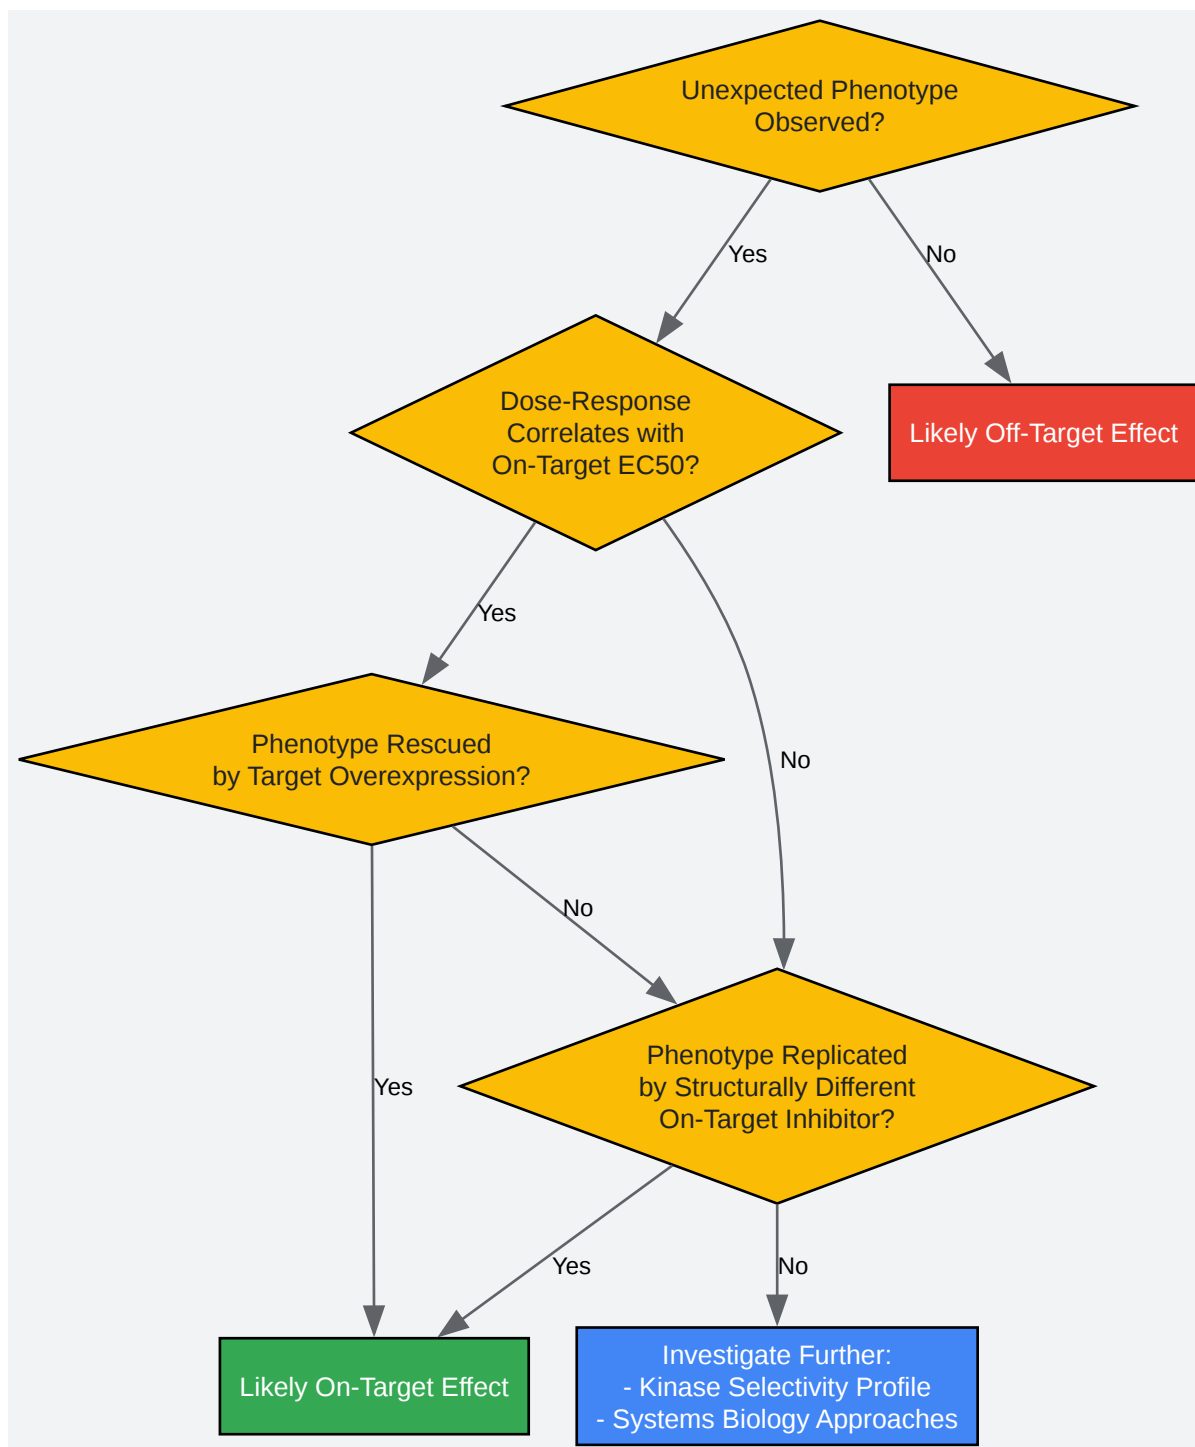 Unexpected Phenotype
Observed?
Yes
No
Dose-Response
Correlates with
On-Target EC50?
Likely Off-Target Effect
Yes
Phenotype Rescued
by Target Overexpression?
No
No
Phenotype Replicated
by Structurally Different
On-Target Inhibitor?
Yes
Yes
No
Likely On-Target Effect
Investigate Further:
- Kinase Selectivity Profile
- Systems Biology Approaches